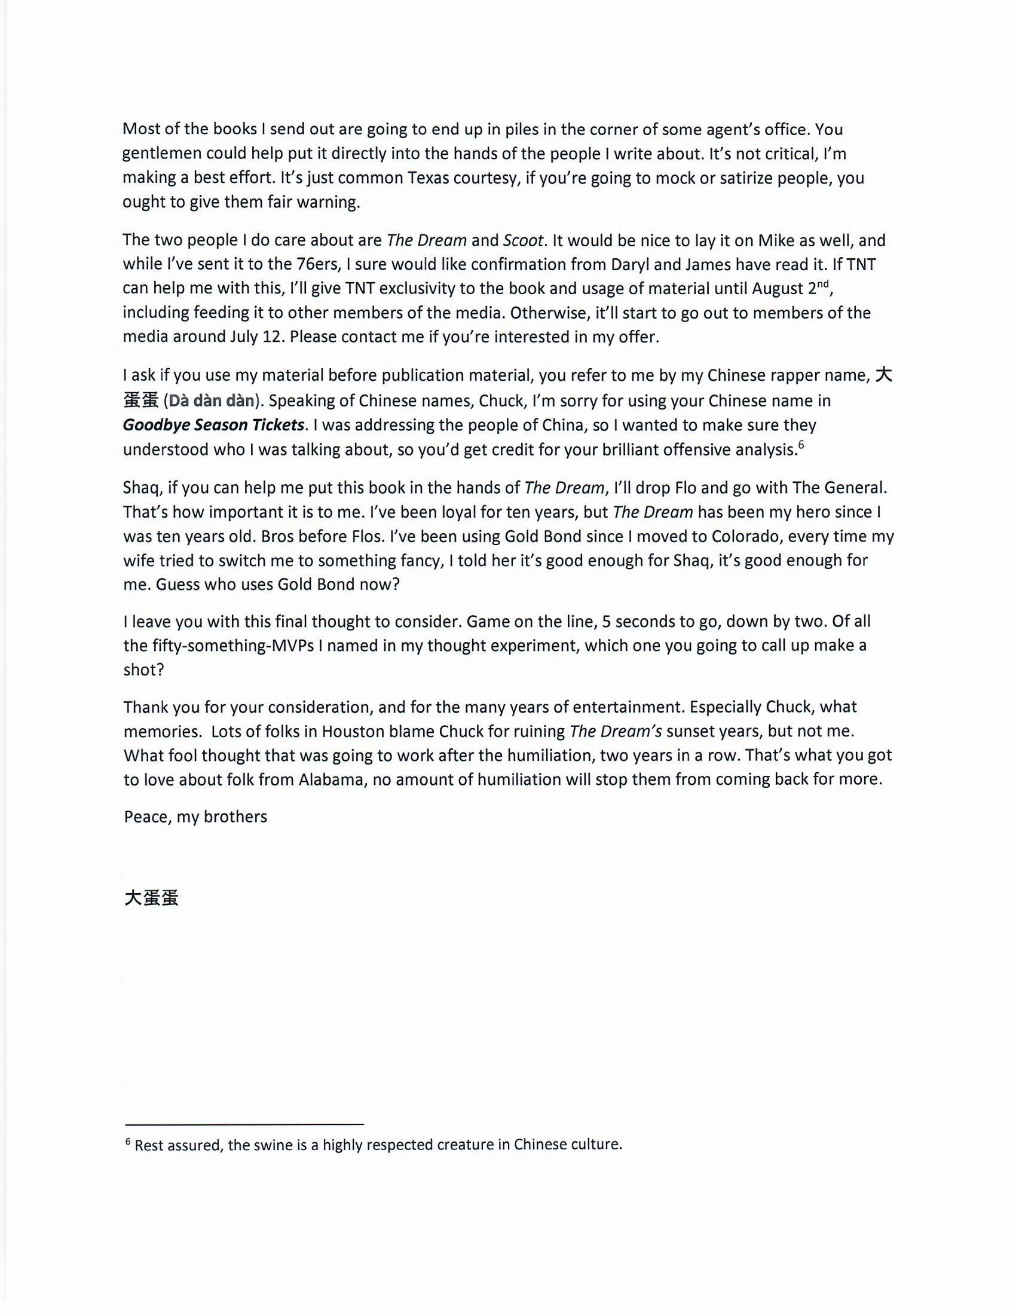 Most of the books I send out are going to end up in piles in the corner of some agent's office. You
gentlemen could help put it directly into the hands of the people I write about. It's not critical, I'm
making a best effort. It's just common Texas courtesy, if you're going to mock or satirize people, you
ought to give them fair warning.
The two people I do care about are The Dream and Scoot. It would be nice to lay it on Mike as well, and
while I've sent it to the 76ers, I sure would like confirmation from Daryl and James have read it. If TNT
can help me with this, I'll give TNT exclusivity to the book and usage of material until August 2nd,
including feeding it to other members of the media. Otherwise, it'll start to go out to members of the
media around July 12. Please contact me if you're interested in my offer.
I ask if you use my material before publication material, you refer to me by my Chinese rapper name, 大
蛋蛋 (Dà dàn dàn). Speaking of Chinese names, Chuck, I'm sorry for using your Chinese name in
Goodbye Season Tickets. I was addressing the people of China, so I wanted to make sure they
understood who I was talking about, so you'd get credit for your brilliant offensive analysis.6
Shaq, if you can help me put this book in the hands of The Dream, I'll drop Flo and go with The General.
That's how important it is to me. I've been loyal for ten years, but The Dream has been my hero since I
was ten years old. Bros before Flos. I've been using Gold Bond since I moved to Colorado, every time my
wife tried to switch me to something fancy, I told her it's good enough for Shaq, it's good enough for
me. Guess who uses Gold Bond now?
I leave you with this final thought to consider. Game on the line, 5 seconds to go, down by two. Of all
the fifty-something-MVPs I named in my thought experiment, which one you going to call up make a
shot?
Thank you for your consideration, and for the many years of entertainment. Especially Chuck, what
memories.  Lots of folks in Houston blame Chuck for ruining The Dream's sunset years, but not me.
What fool thought that was going to work after the humiliation, two years in a row. That's what you got
to love about folk from Alabama, no amount of humiliation will stop them from coming back for more.
Peace, my brothers
大蛋蛋
6 Rest assured, the swine is a highly respected creature in Chinese culture.